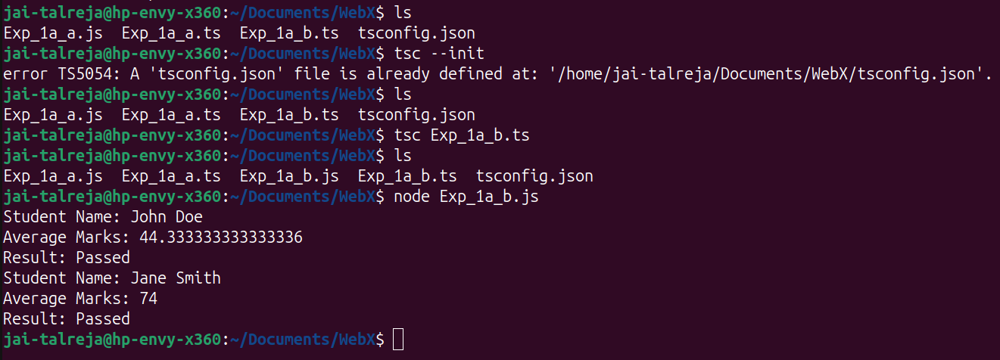 jai-talreja@hp-envy-x360:~/Documents/WebX$ ls
Exp_1a_a.js  Exp_1a_a.ts  Exp_1a_b.ts  tsconfig.json
jai-talreja@hp-envy-x360:~/Documents/WebX$ tsc --init
error TS5054: A 'tsconfig.json' file is already defined at: '/home/jai-talreja/Documents/WebX/tsconfig.json'.
jai-talreja@hp-envy-x360:~/Documents/WebX$ ls
Exp_1a_a.js  Exp_1a_a.ts  Exp_1a_b.ts  tsconfig.json
jai-talreja@hp-envy-x360:~/Documents/WebX$ tsc Exp_1a_b.ts
jai-talreja@hp-envy-x360:~/Documents/WebX$ ls
Exp_1a_a.js  Exp_1a_a.ts  Exp_1a_b.js  Exp_1a_b.ts  tsconfig.json
jai-talreja@hp-envy-x360:~/Documents/WebX$ node Exp_1a_b.js
Student Name: John Doe
Average Marks: 44.333333333333336
Result: Passed
Student Name: Jane Smith
Average Marks: 74
Result: Passed
jai-talreja@hp-envy-x360:~/Documents/WebX$